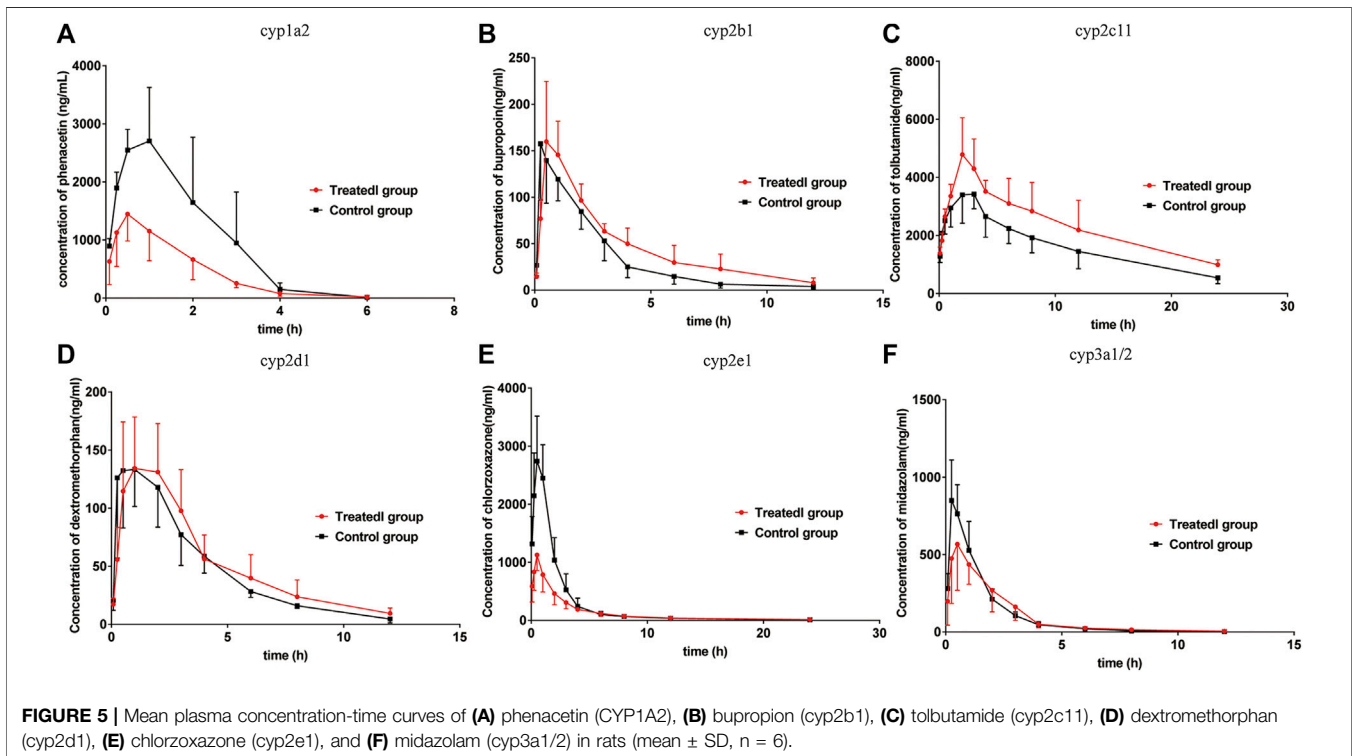 A
cyp1a2
concentration of phenacetin (ng/mL)
4000
3000
2000
1000
0
0 2 4 6 8
time (h)
Treatedl group
Control group
B
cyp2b1
Concentration of bupropoin(ng/ml)
250
200
150
100
50
0
0 5 10 15
time (h)
Treatedl group
Control group
C
cyp2c11
Concentration of tolbutamide(ng/ml)
8000
6000
4000
2000
0
0 10 20 30
time (h)
Treatedl group
Control group
D
cyp2d1
Concentration of dextromethorphan(ng/ml)
200
150
100
50
0
0 5 10 15
time (h)
Treatedl group
Control group
E
cyp2e1
Concentration of chlorzoxazone(ng/ml)
4000
3000
2000
1000
0
0 10 20 30
time (h)
Treatedl group
Control group
F
cyp3a1/2
Concentration of midazolam(ng/ml)
1500
1000
500
0
0 5 10 15
time (h)
Treatedl group
Control group
FIGURE 5 | Mean plasma concentration-time curves of (A) phenacetin (CYP1A2), (B) bupropion (cyp2b1), (C) tolbutamide (cyp2c11), (D) dextromethorphan
(cyp2d1), (E) chlorzoxazone (cyp2e1), and (F) midazolam (cyp3a1/2) in rats (mean ± SD, n = 6).